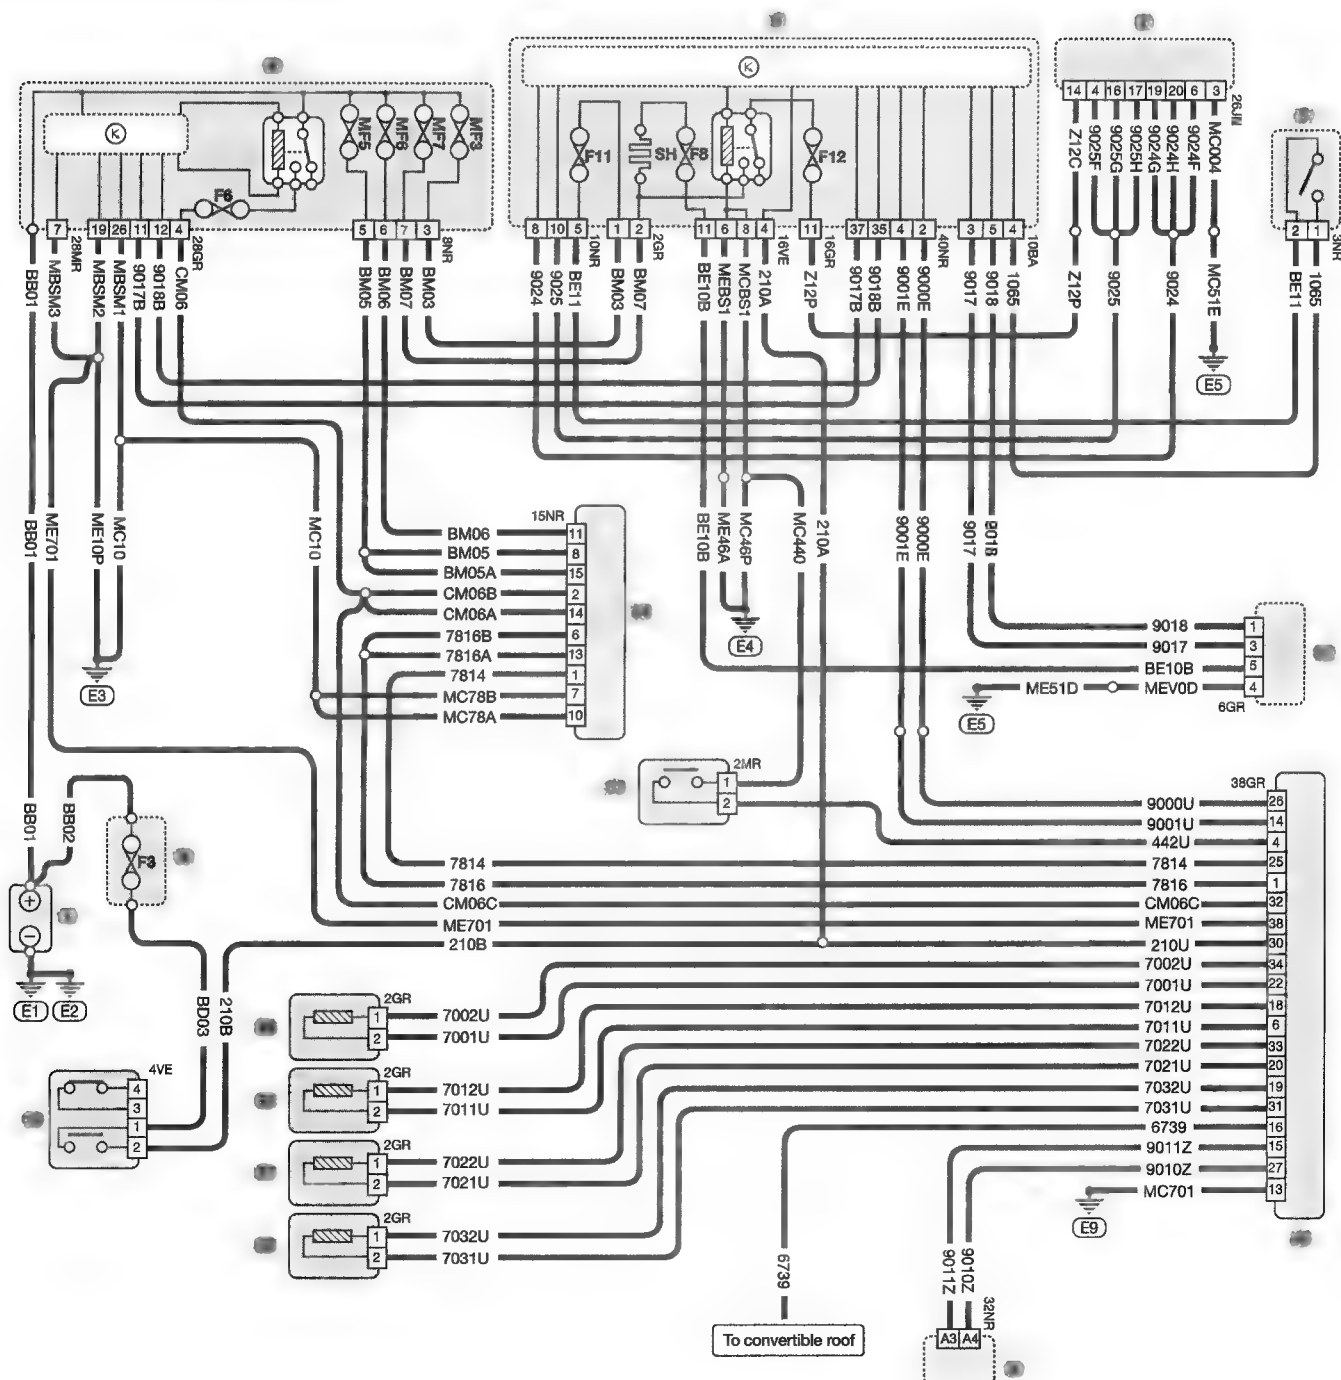 K
K
MF5
MF6
MF7
MF3
F6
F11
SH
F8
F12
14 4 16 17 19 20 6 3
26JN
Z12C
9025F
9025G
9025H
9024G
9024H
9024F
MC004
7
28MR
19 26 11 12 4
28GR
5 6 7 3
8NR
8 10 5
10NR
1 2
2GR
11 6 8 4
16VE
11
16GR
37 35 4 2
40NR
3 5 4
10BA
2 1
3NR
BB01
MBSM3
MBSM2
MBSM1
9017B
9018B
CM06
BM05
BM06
BM07
BM03
9024
9025
BE11
BM03
BM07
BE10B
MEBS1
MCBS1
210A
Z12P
9017B
9018B
9001E
9000E
9017
9018
1065
Z12P
9025
9024
MC51E
BE11
1065
E5
BB01
ME701
ME10P
MC10
MC10
BE10B
ME46A
MC46P
MC440
210A
9001E
9000E
9017
9018
15NR
BM06 11
BM05 8
BM05A 15
CM06B 2
CM06A 14
7816B 6
7816A 13
7814 1
MC78B 7
MC78A 10
E3
E4
9018 1
9017 3
BE10B 5
ME51D MEV0D 4
E5
6GR
2MR
1
2
38GR
BB01
BB02
F3
9000U 26
9001U 14
442U 4
7814 7814 25
7816 7816 1
CM06C CM06C 32
ME701 ME701 38
210B 210U 30
7002U 34
7001U 22
7012U 18
7011U 6
7022U 33
7021U 20
7032U 19
7031U 31
6739 16
9011Z 15
9010Z 27
MC701 13
E9
+
−
E1
E2
BD03
210B
4VE
4
3
1
2
2GR
1 7002U
2 7001U
2GR
1 7012U
2 7011U
2GR
1 7022U
2 7021U
2GR
1 7032U
2 7031U
6739
To convertible roof
9011Z
9010Z
32NR
A3 A4